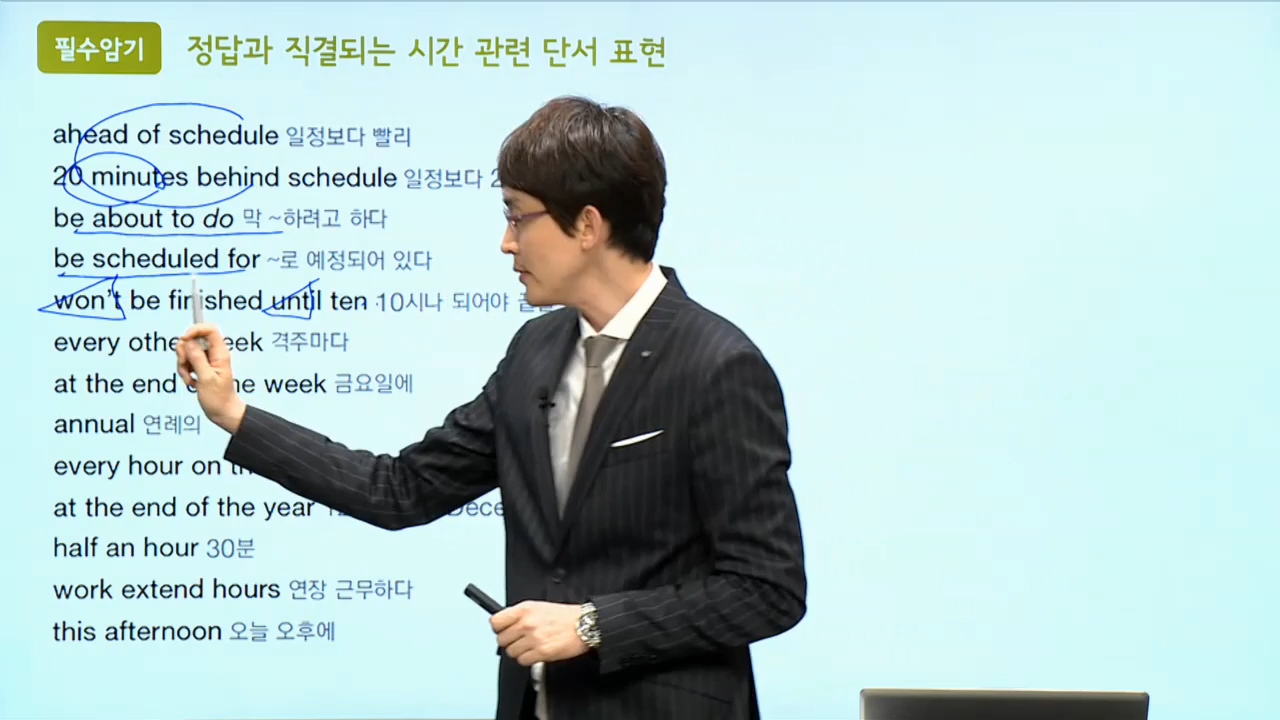 필수암기 정답과 직결되는 시간 관련 단서 표현
ahead of schedule 일정보다 빨리
20 minutes behind schedule 일정보다 2
be about to do 막 ~하려고 하다
be scheduled for ~로 예정되어 있다
won't be finished until ten 10시나 되어야
every other week 격주마다
at the end of the week 금요일에
annual 연례의
every hour on
at the end of the year Dece
half an hour 30분
work extend hours 연장 근무하다
this afternoon 오늘 오후에